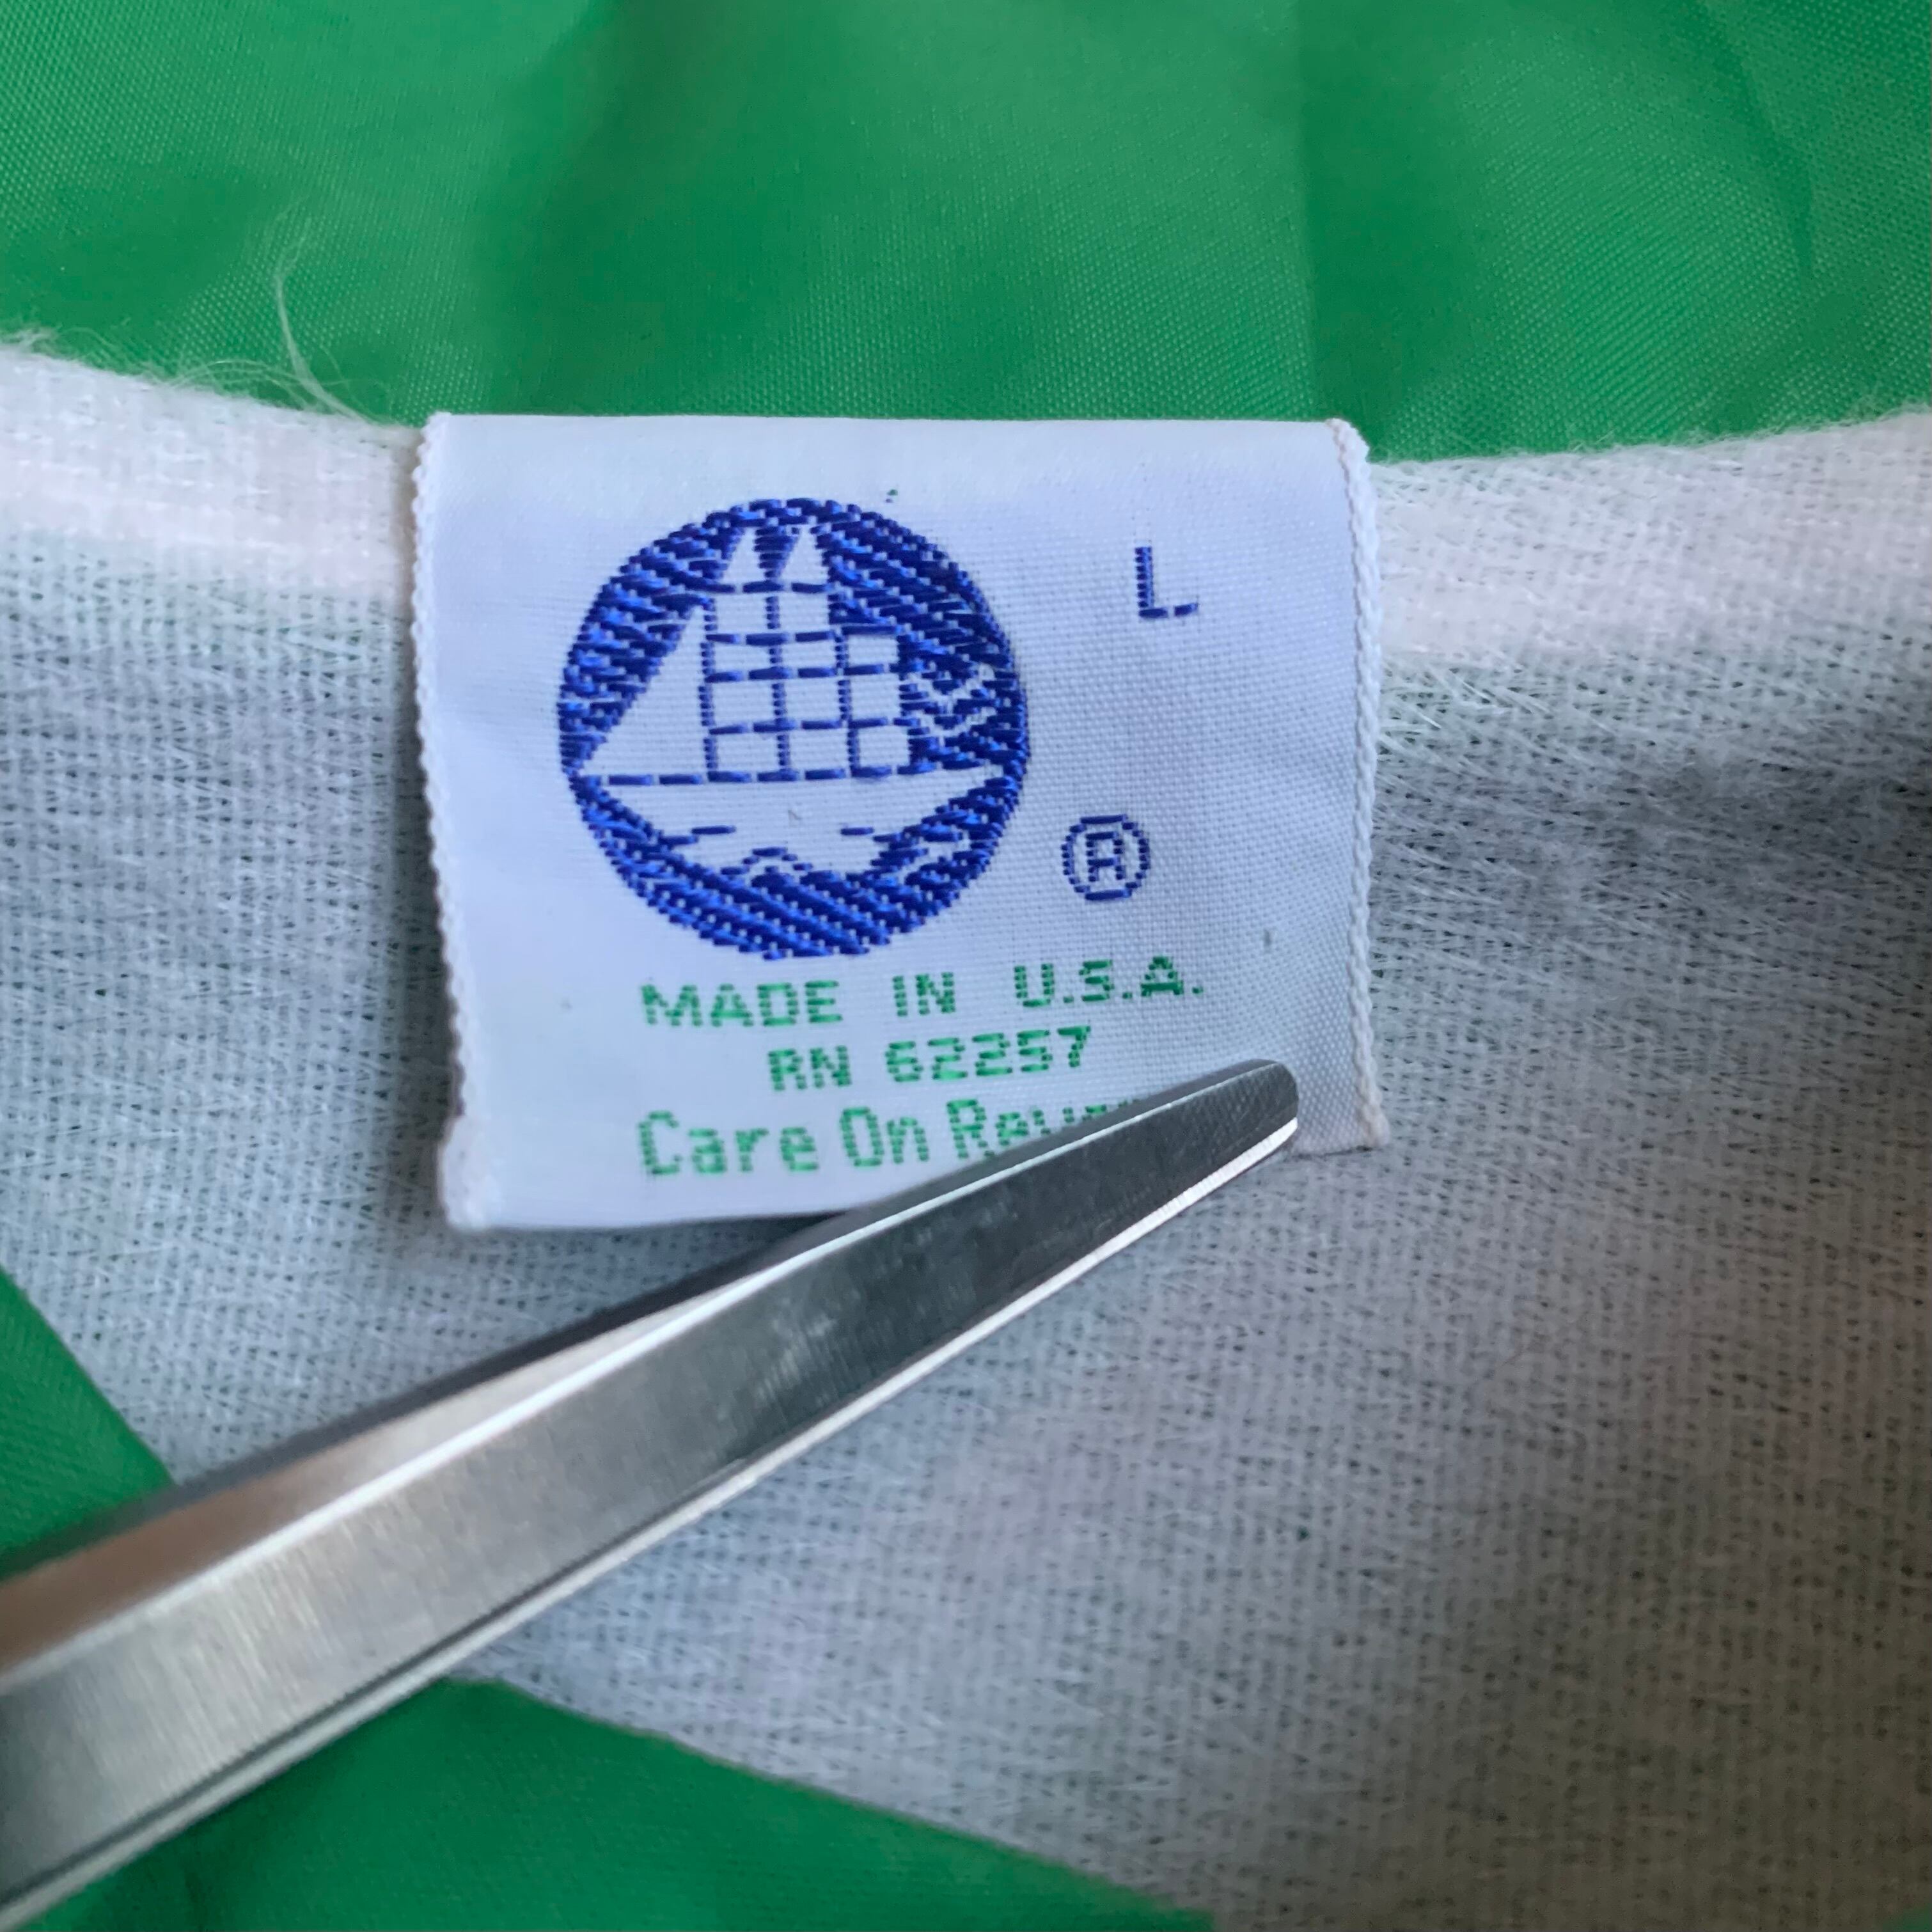 L
®
MADE IN U.S.A.
RN 62257
Care On